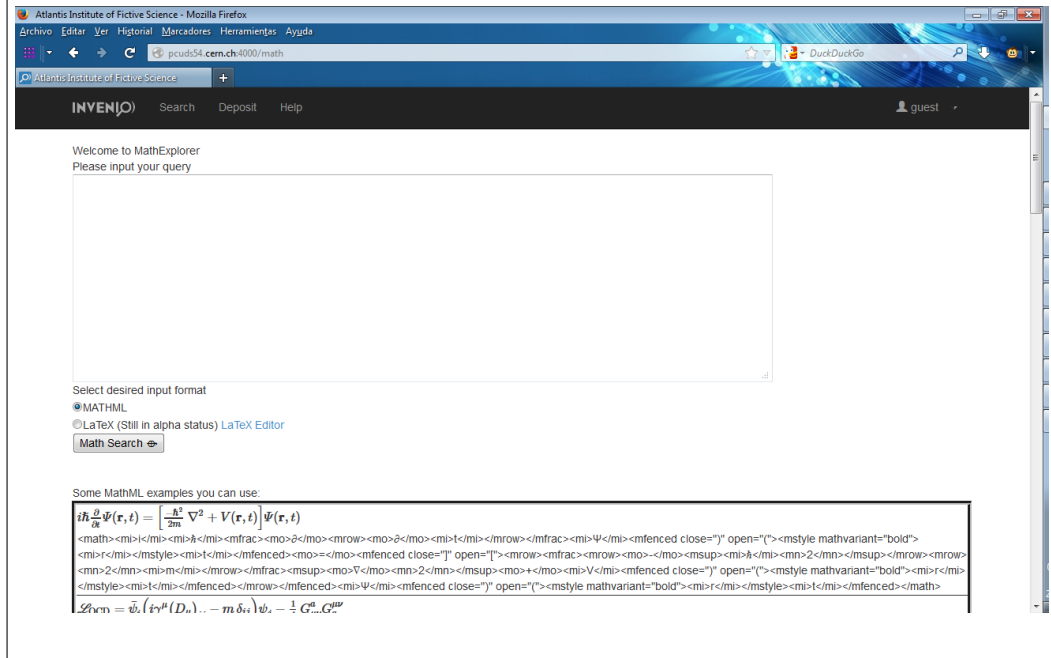 Atlantis Institute of Fictive Science - Mozilla Firefox
Archivo Editar Ver Historial Marcadores Herramientas Ayuda
pcuds54.cern.ch:4000/math
DuckDuckGo
Atlantis Institute of Fictive Science
INVENIO Search Deposit Help guest
Welcome to MathExplorer
Please input your query
Select desired input format
MATHML
LaTeX (Still in alpha status) LaTeX Editor
Math Search
Some MathML examples you can use:
iħ ∂/∂t Ψ(r, t) = [−ħ²/2m ∇² + V(r, t)] Ψ(r, t)
<math><mi>i</mi><mi>ℏ</mi><mfrac><mo>∂</mo><mrow><mo>∂</mo><mi>t</mi></mrow></mfrac><mi>Ψ</mi><mfenced close=")" open="("><mstyle mathvariant="bold">
<mi>r</mi></mstyle><mi>t</mi></mfenced><mo>=</mo><mfenced close="]" open="["><mrow><mfrac><mrow><mo>-</mo><msup><mi>ℏ</mi><mn>2</mn></msup></mrow><mrow>
<mn>2</mn><mi>m</mi></mrow></mfrac><msup><mo>∇</mo><mn>2</mn></msup><mo>+</mo><mi>V</mi><mfenced close=")" open="("><mstyle mathvariant="bold"><mi>r</mi>
</mstyle><mi>t</mi></mfenced></mrow></mfenced><mi>Ψ</mi><mfenced close=")" open="("><mstyle mathvariant="bold"><mi>r</mi></mstyle><mi>t</mi></mfenced></math>